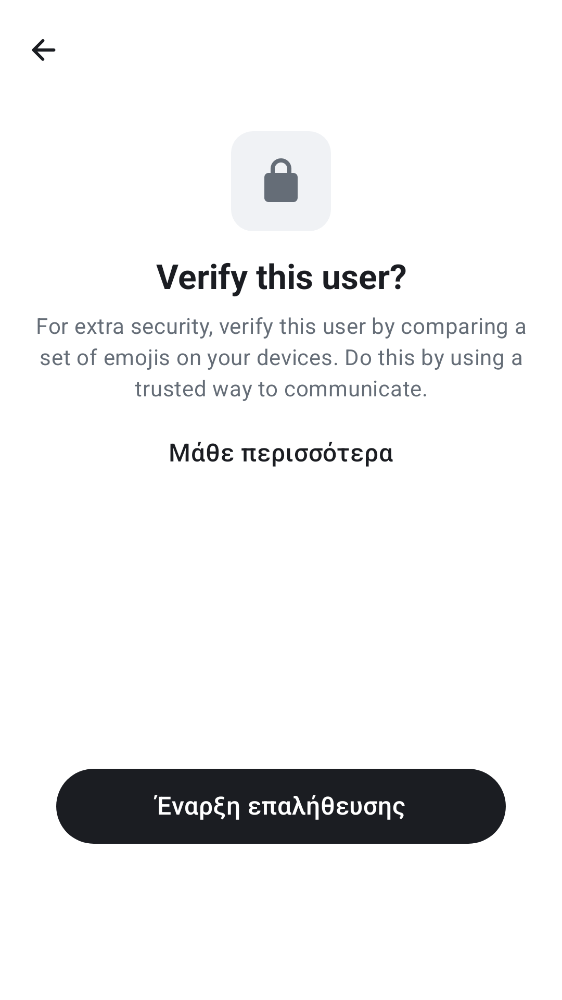 Verify this user?
For extra security, verify this user by comparing a
set of emojis on your devices. Do this by using a
trusted way to communicate.
Μάθε περισσότερα
Έναρξη επαλήθευσης